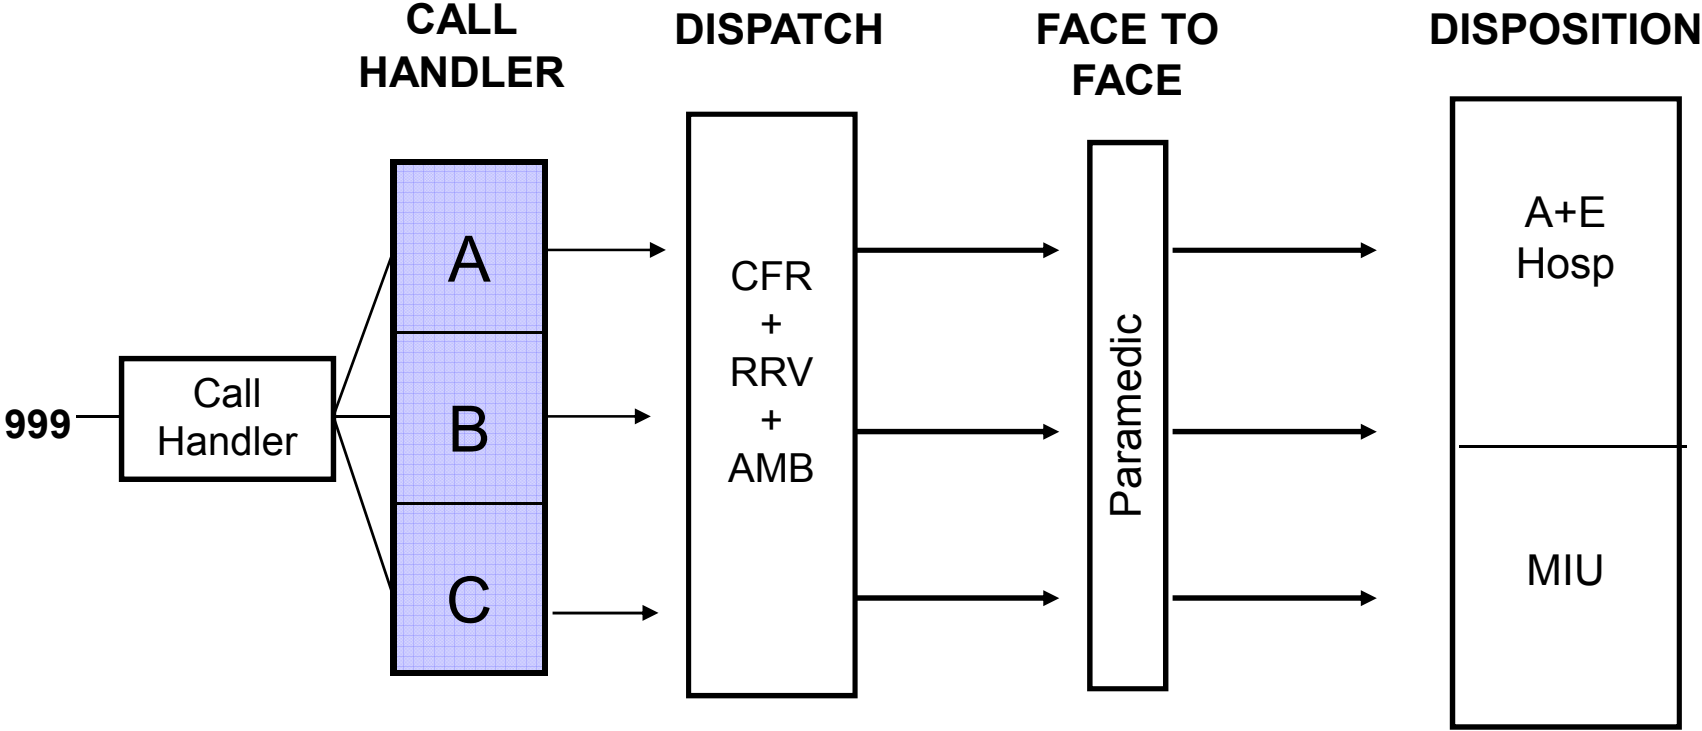 CALL
HANDLER
DISPATCH
FACE TO
FACE
DISPOSITION
999
Call
Handler
A
B
C
CFR
+
RRV
+
AMB
Paramedic
A+E
Hosp
MIU